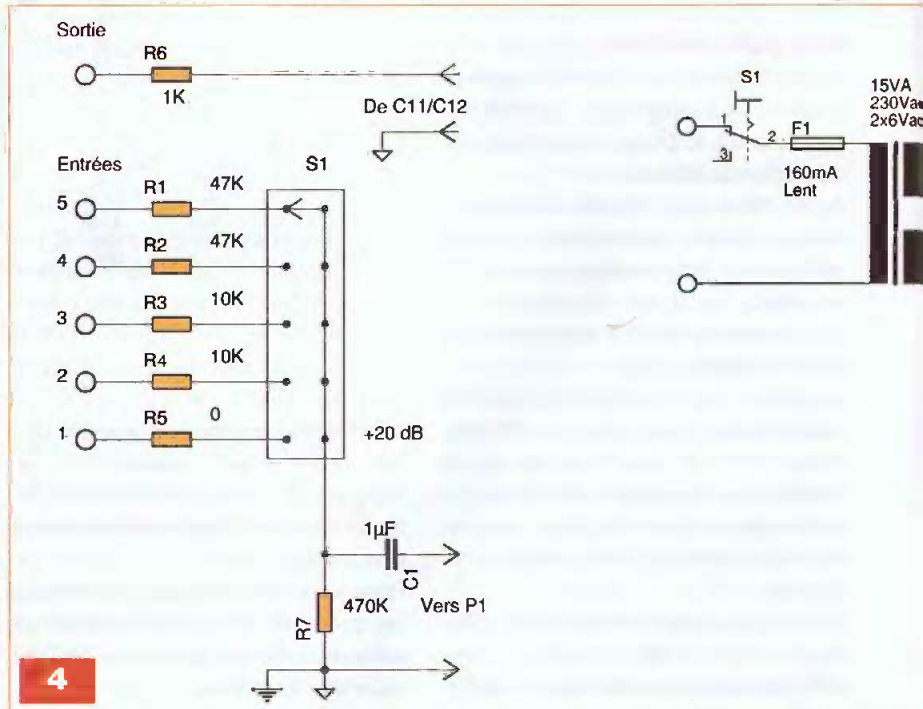 Sortie
R6
1K
De C11/C12
Entrées
S1
5 R1 47K
4 R2 47K
3 R3 10K
2 R4 10K
1 R5 0
+20 dB
1µF
C1
R7 470K
Vers P1
4
S1
1 2 3
F1
160mA
Lent
15VA